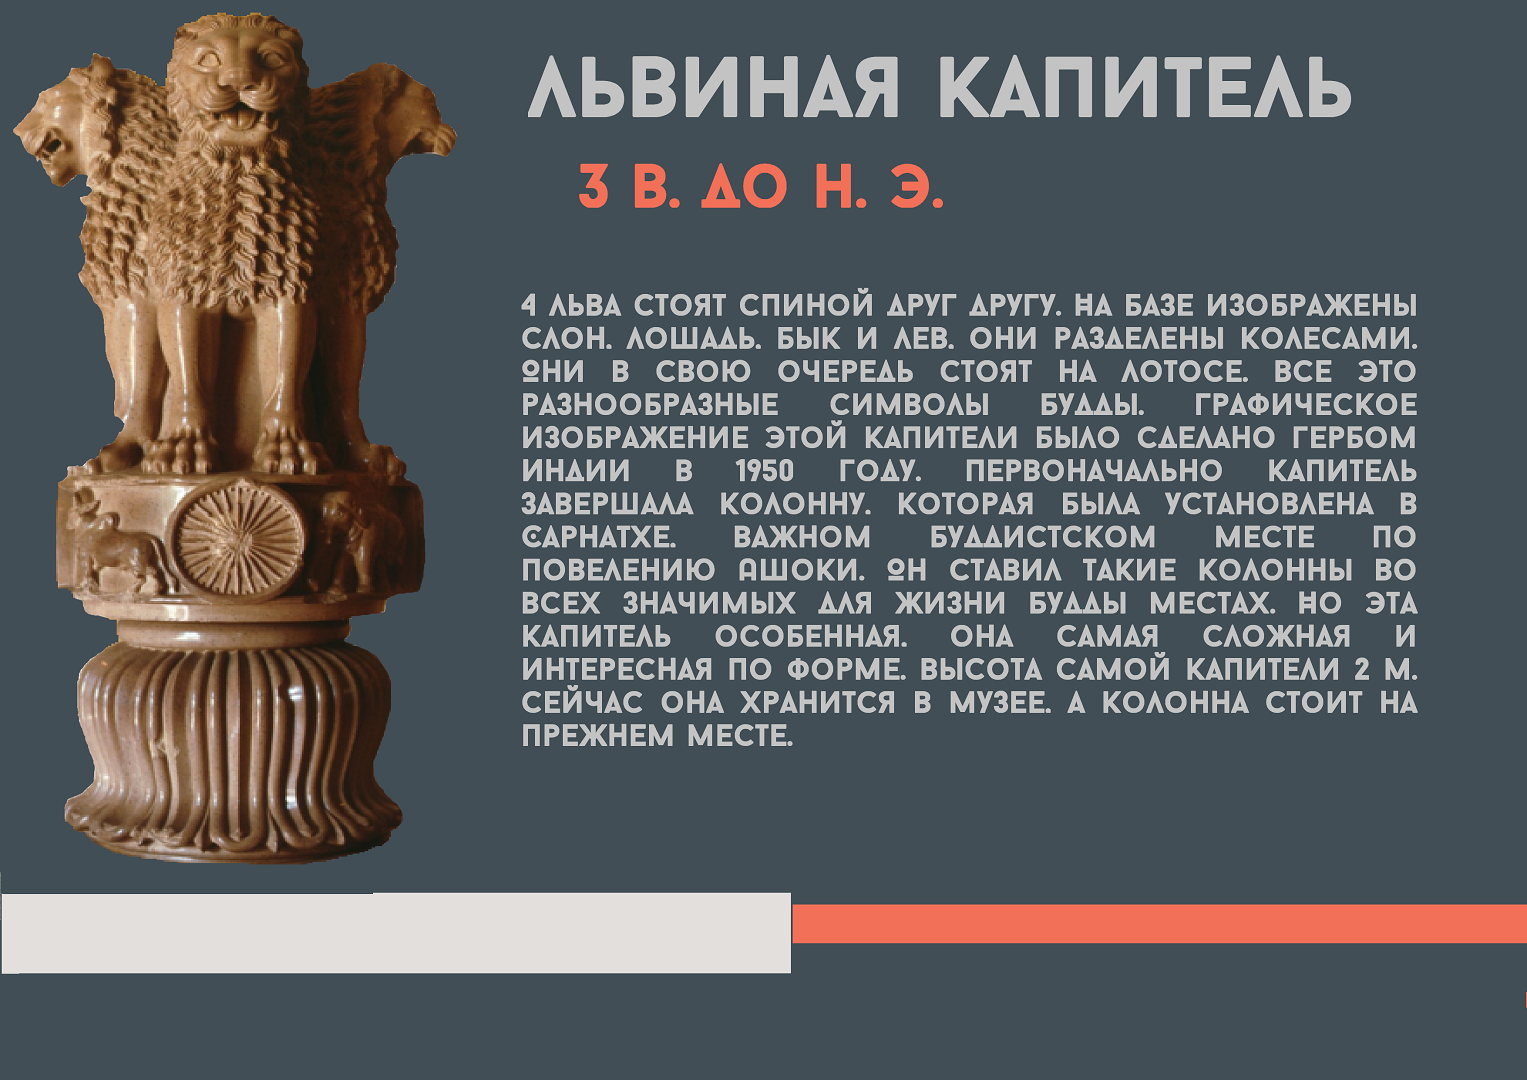 ЛЬВИНАЯ КАПИТЕЛЬ
3 В. ДО Н. Э.
4 ЛЬВА СТОЯТ СПИНОЙ ДРУГ ДРУГУ. НА БАЗЕ ИЗОБРАЖЕНЫ
СЛОН. ЛОШАДЬ. БЫК И ЛЕВ. ОНИ РАЗДЕЛЕНЫ КОЛЕСАМИ.
ОНИ В СВОЮ ОЧЕРЕДЬ СТОЯТ НА ЛОТОСЕ. ВСЕ ЭТО
РАЗНООБРАЗНЫЕ СИМВОЛЫ БУДДЫ. ГРАФИЧЕСКОЕ
ИЗОБРАЖЕНИЕ ЭТОЙ КАПИТЕЛИ БЫЛО СДЕЛАНО ГЕРБОМ
ИНДИИ В 1950 ГОДУ. ПЕРВОНАЧАЛЬНО КАПИТЕЛЬ
ЗАВЕРШАЛА КОЛОННУ. КОТОРАЯ БЫЛА УСТАНОВЛЕНА В
САРНАТХЕ. ВАЖНОМ БУДДИСТСКОМ МЕСТЕ ПО
ПОВЕЛЕНИЮ АШОКИ. ОН СТАВИЛ ТАКИЕ КОЛОННЫ ВО
ВСЕХ ЗНАЧИМЫХ ДЛЯ ЖИЗНИ БУДДЫ МЕСТАХ. НО ЭТА
КАПИТЕЛЬ ОСОБЕННАЯ. ОНА САМАЯ СЛОЖНАЯ И
ИНТЕРЕСНАЯ ПО ФОРМЕ. ВЫСОТА САМОЙ КАПИТЕЛИ 2 М.
СЕЙЧАС ОНА ХРАНИТСЯ В МУЗЕЕ. А КОЛОННА СТОИТ НА
ПРЕЖНЕМ МЕСТЕ.